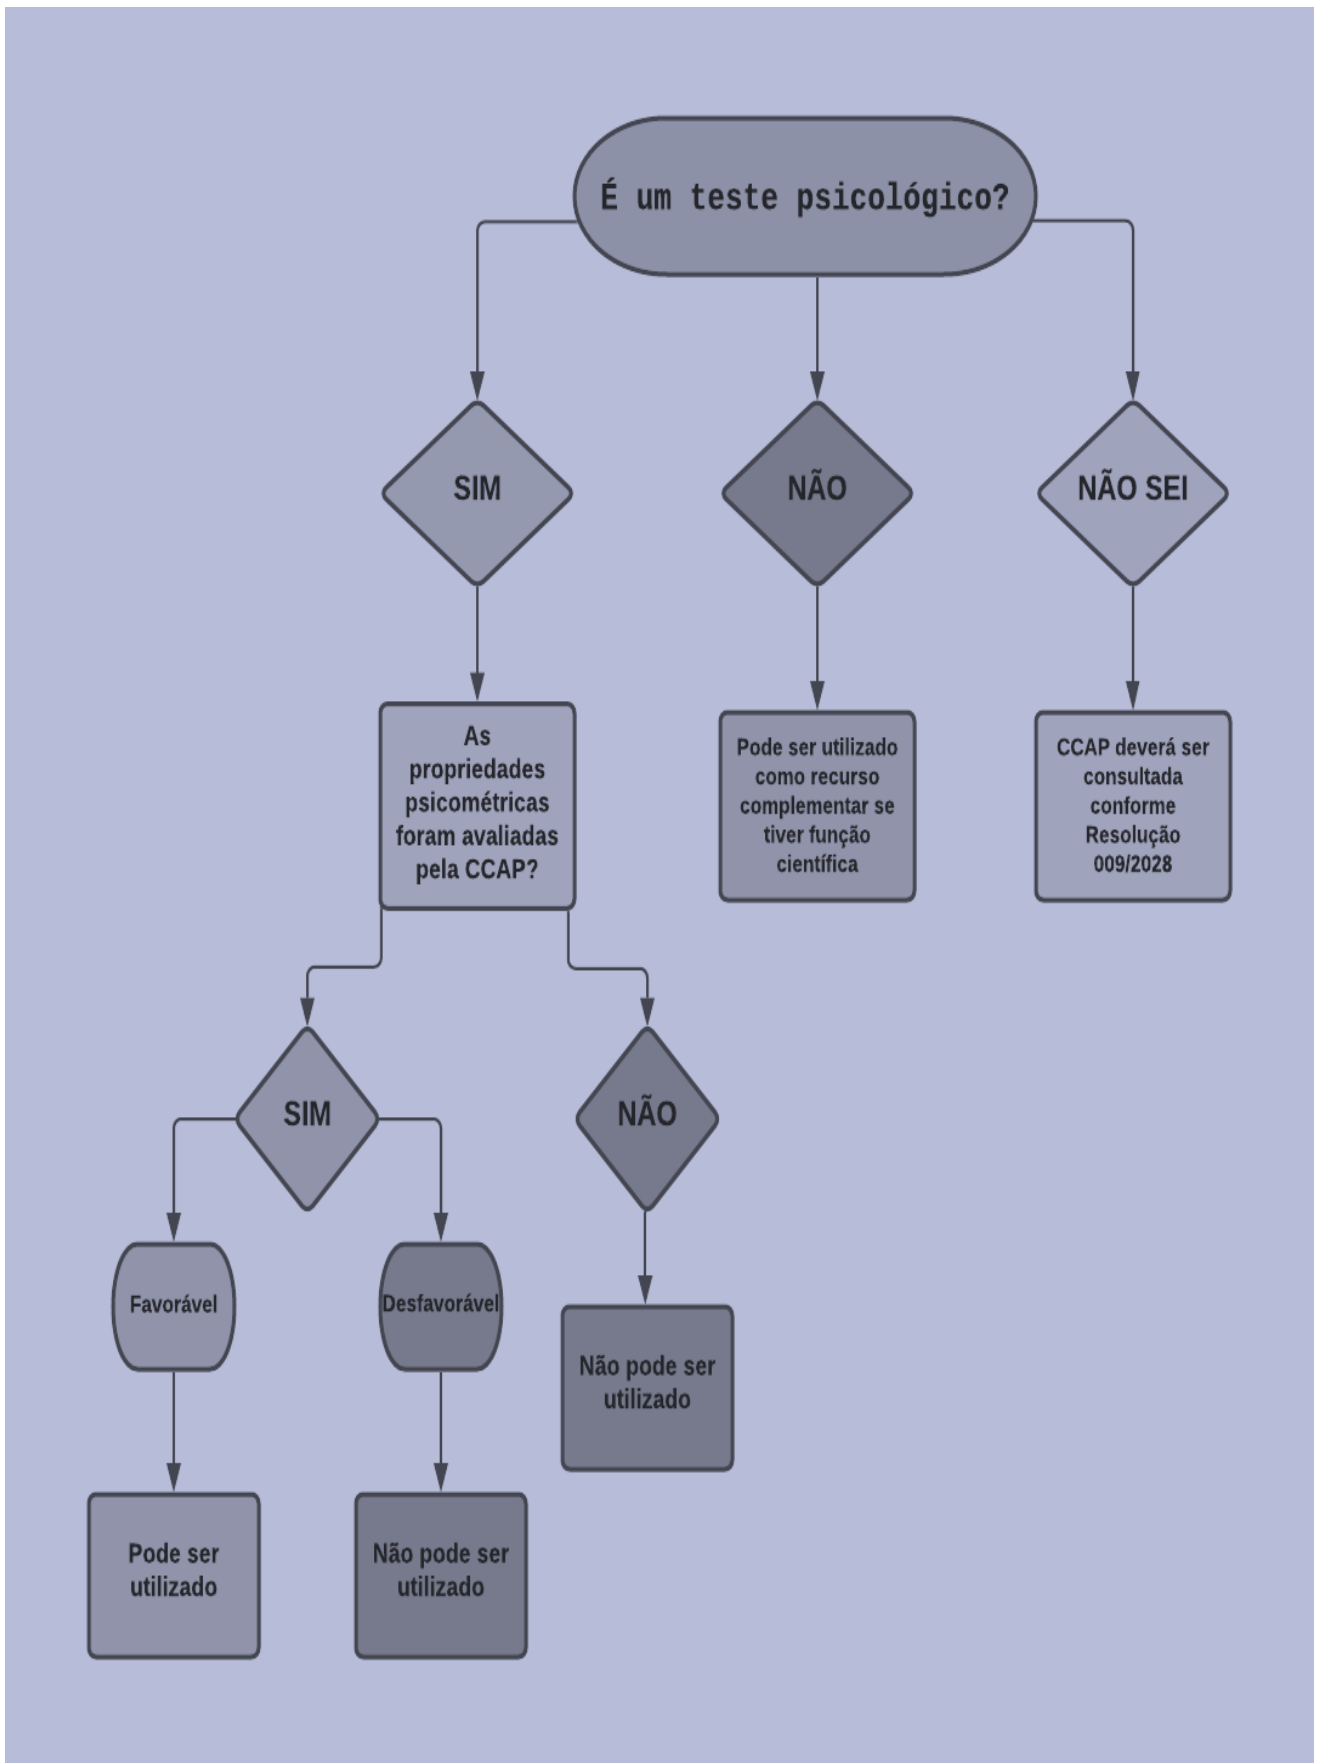 É um teste psicológico?
SIM
NÃO
NÃO SEI
As
propriedades
psicométricas
foram avaliadas
pela CCAP?
Pode ser utilizado
como recurso
complementar se
tiver função
científica
CCAP deverá ser
consultada
conforme
Resolução
009/2028
SIM
NÃO
Favorável
Desfavorável
Não pode ser
utilizado
Pode ser
utilizado
Não pode ser
utilizado